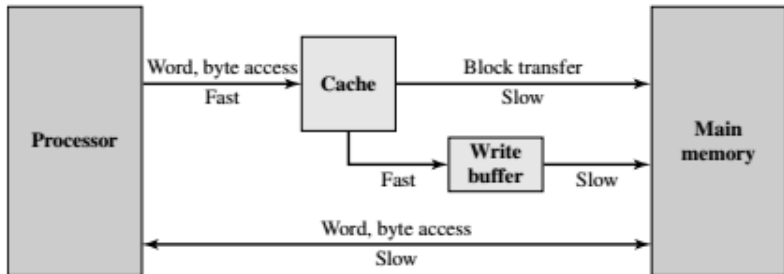 Processor
Word, byte access
Fast
Cache
Block transfer
Slow
Fast
Write
buffer
Slow
Main
memory
Word, byte access
Slow